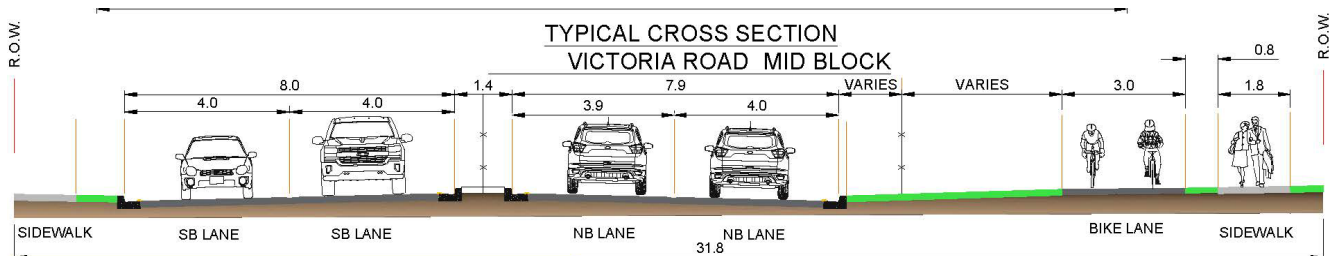 TYPICAL CROSS SECTION
VICTORIA ROAD MID BLOCK
R.O.W.
R.O.W.
0.8
8.0
1.4
7.9
VARIES
VARIES
3.0
1.8
4.0
4.0
3.9
4.0
SIDEWALK
SB LANE
SB LANE
NB LANE
NB LANE
BIKE LANE
SIDEWALK
31.8